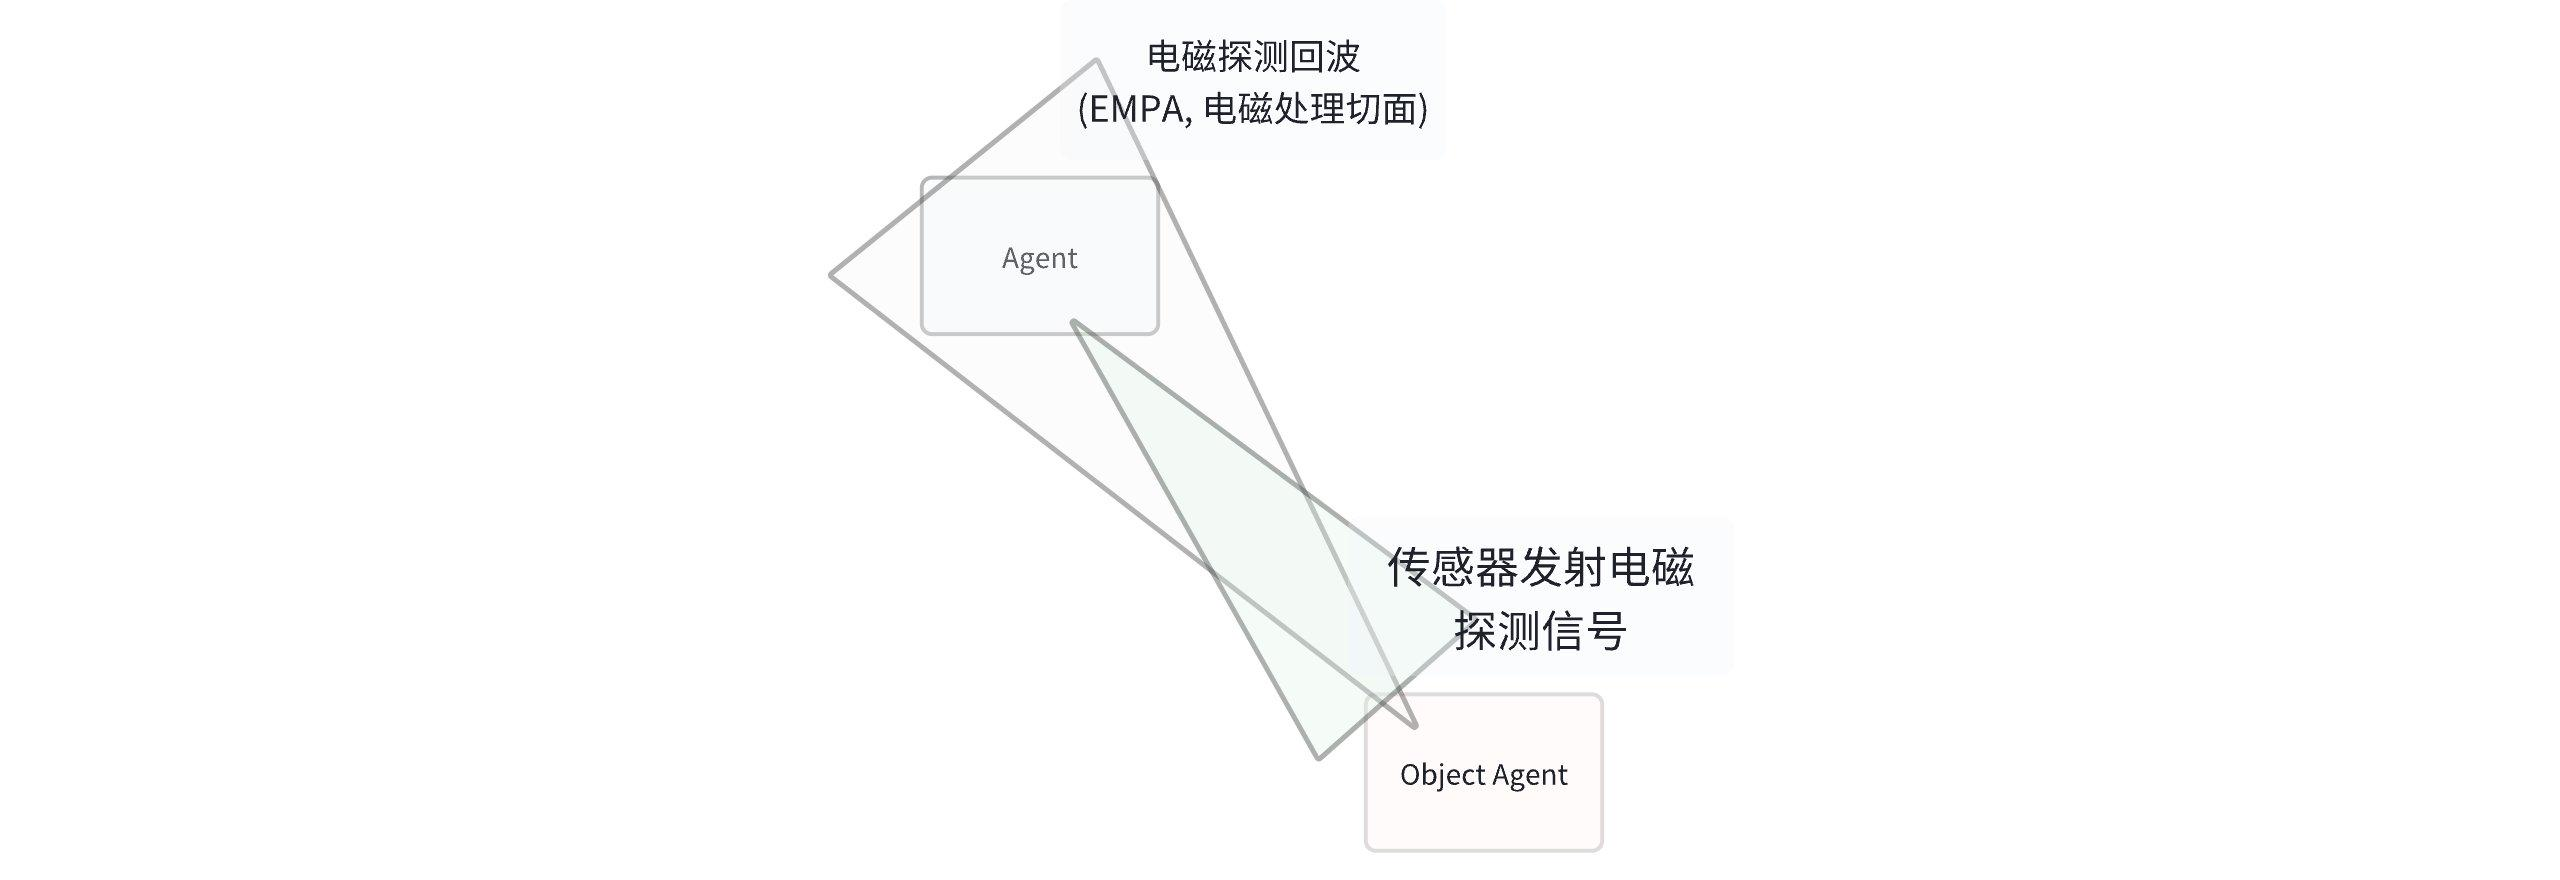 电磁探测回波
(EMPA, 电磁处理切面)
Agent
传感器发射电磁
探测信号
Object Agent